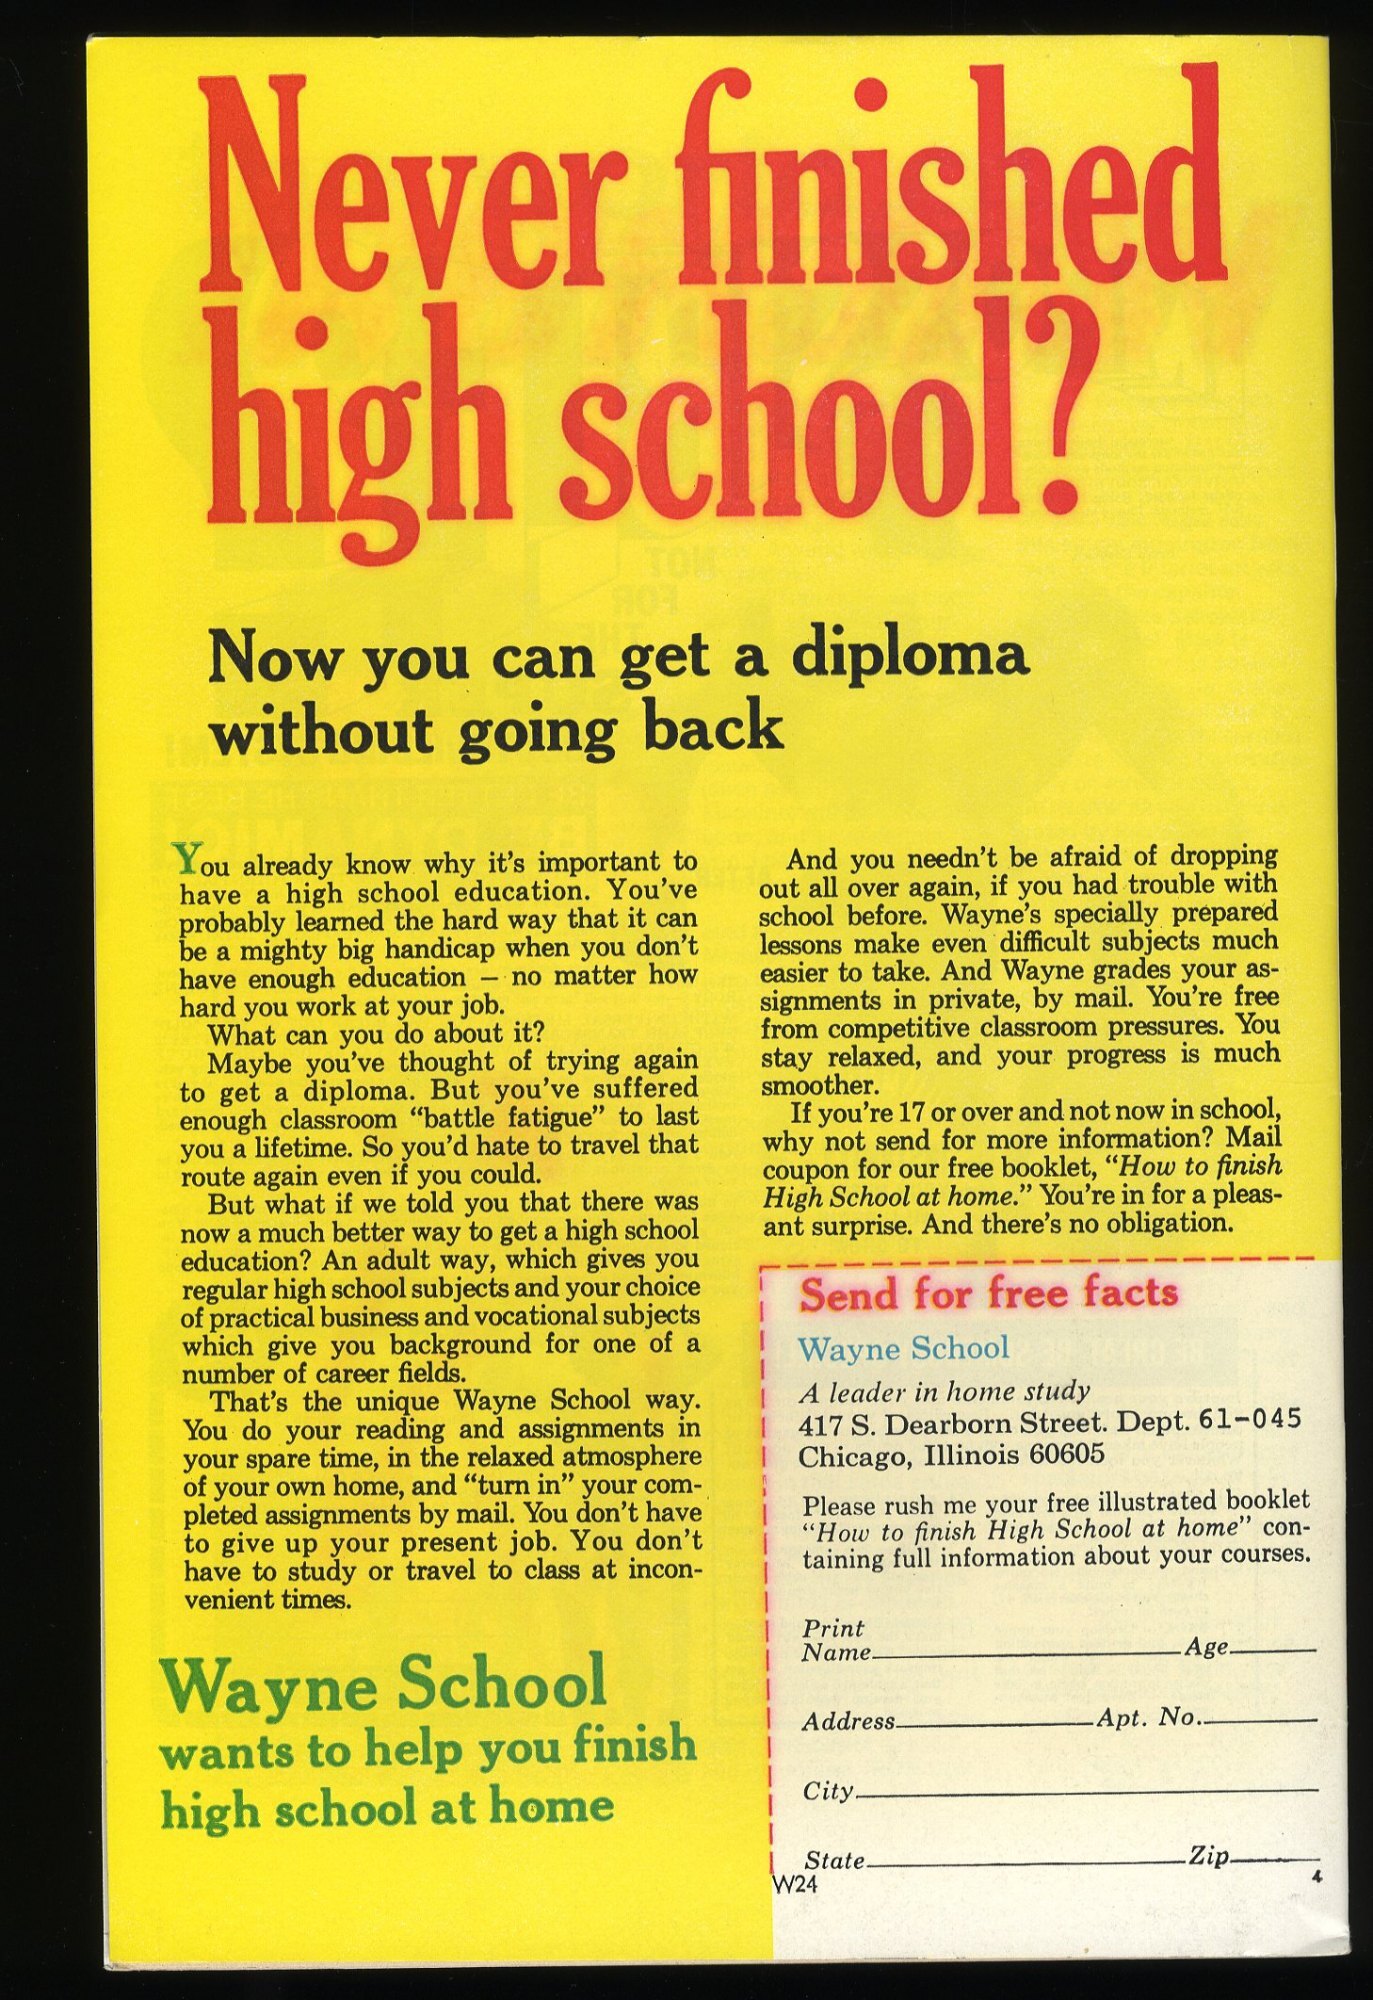 Never finished
high school?
Now you can get a diploma
without going back
You already know why it's important to
have a high school education. You've
probably learned the hard way that it can
be a mighty big handicap when you don't
have enough education — no matter how
hard you work at your job.
What can you do about it?
Maybe you've thought of trying again
to get a diploma. But you've suffered
enough classroom "battle fatigue" to last
you a lifetime. So you'd hate to travel that
route again even if you could.
But what if we told you that there was
now a much better way to get a high school
education? An adult way, which gives you
regular high school subjects and your choice
of practical business and vocational subjects
which give you background for one of a
number of career fields.
That's the unique Wayne School way.
You do your reading and assignments in
your spare time, in the relaxed atmosphere
of your own home, and "turn in" your com-
pleted assignments by mail. You don't have
to give up your present job. You don't
have to study or travel to class at incon-
venient times.
Wayne School
wants to help you finish
high school at home
And you needn't be afraid of dropping
out all over again, if you had trouble with
school before. Wayne's specially prepared
lessons make even difficult subjects much
easier to take. And Wayne grades your as-
signments in private, by mail. You're free
from competitive classroom pressures. You
stay relaxed, and your progress is much
smoother.
If you're 17 or over and not now in school,
why not send for more information? Mail
coupon for our free booklet, "How to finish
High School at home." You're in for a pleas-
ant surprise. And there's no obligation.
Send for free facts
Wayne School
A leader in home study
417 S. Dearborn Street. Dept. 61-045
Chicago, Illinois 60605
Please rush me your free illustrated booklet
"How to finish High School at home" con-
taining full information about your courses.
Print
Name Age
Address Apt. No.
City
State Zip
W24 4